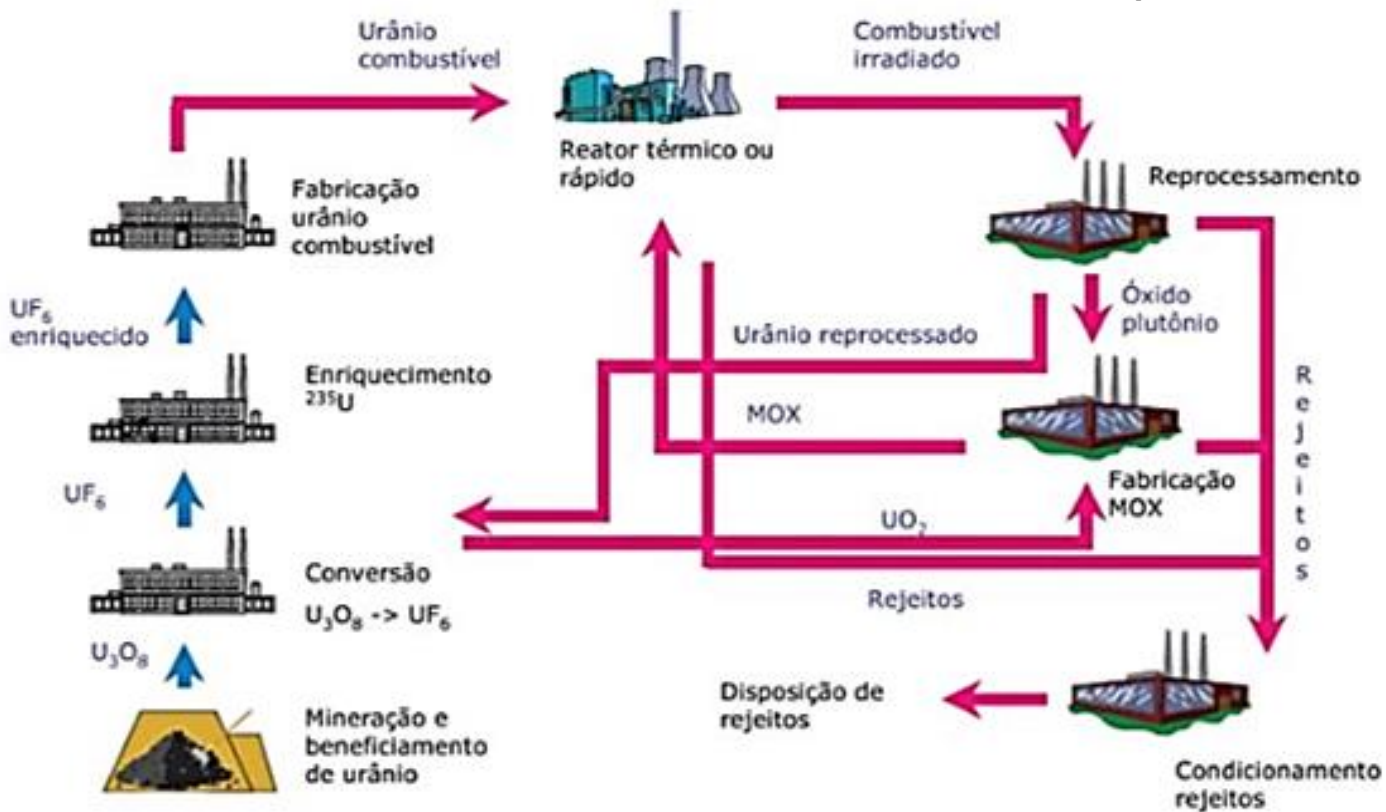 Urânio
combustível
Combustível
irradiado
Reator térmico ou
rápido
Reprocessamento
Fabricação
urânio
combustível
Óxido
plutônio
UF₆
enriquecido
Urânio reprocessado
Enriquecimento
²³⁵U
MOX
Rejeitos
Fabricação
MOX
UF₆
UO₂
Conversão
U₃O₈ -> UF₆
Rejeitos
U₃O₈
Mineração e
beneficiamento
de urânio
Disposição de
rejeitos
Condicionamento
rejeitos